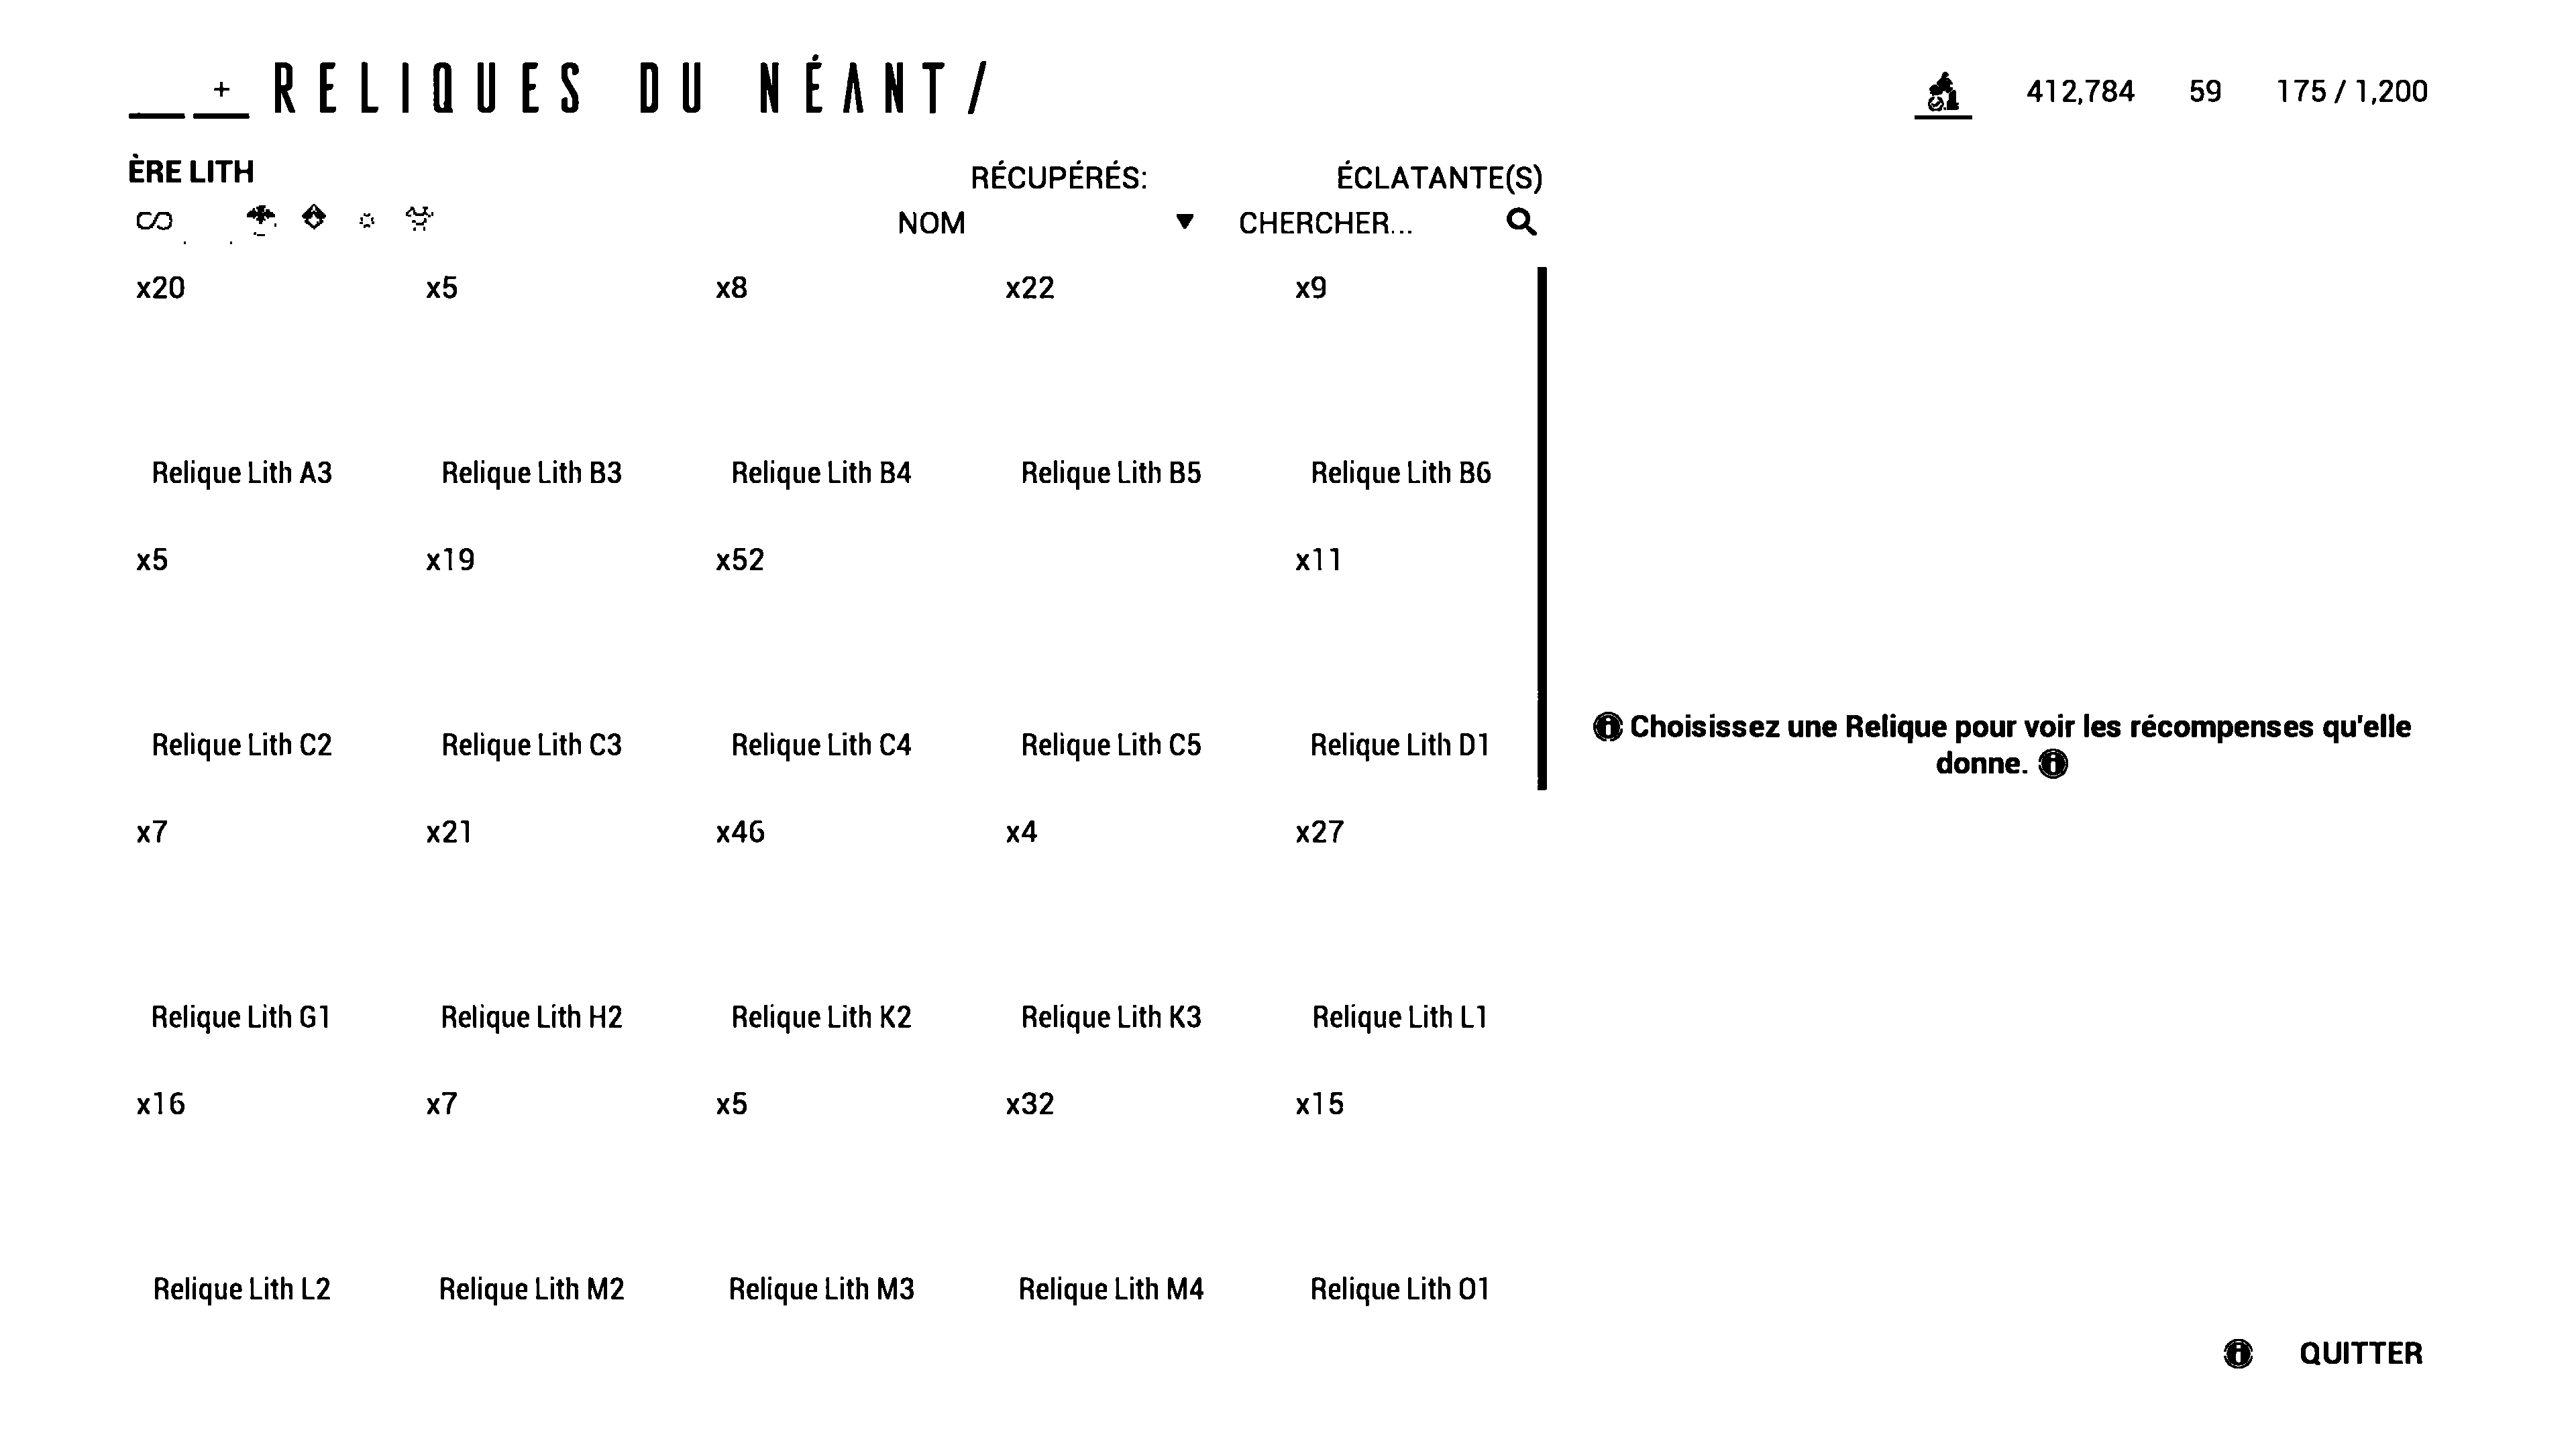 + RELIQUES DU NÉANT/
412,784 59 175 / 1,200
ÈRE LITH
RÉCUPÉRÉS: ÉCLATANTE(S)
NOM ▼ CHERCHER...
x20 x5 x8 x22 x9
Relique Lith A3 Relique Lith B3 Relique Lith B4 Relique Lith B5 Relique Lith B6
x5 x19 x52 x11
Relique Lith C2 Relique Lith C3 Relique Lith C4 Relique Lith C5 Relique Lith D1
Choisissez une Relique pour voir les récompenses qu'elle
donne.
x7 x21 x46 x4 x27
Relique Lith G1 Relique Lith H2 Relique Lith K2 Relique Lith K3 Relique Lith L1
x16 x7 x5 x32 x15
Relique Lith L2 Relique Lith M2 Relique Lith M3 Relique Lith M4 Relique Lith O1
QUITTER